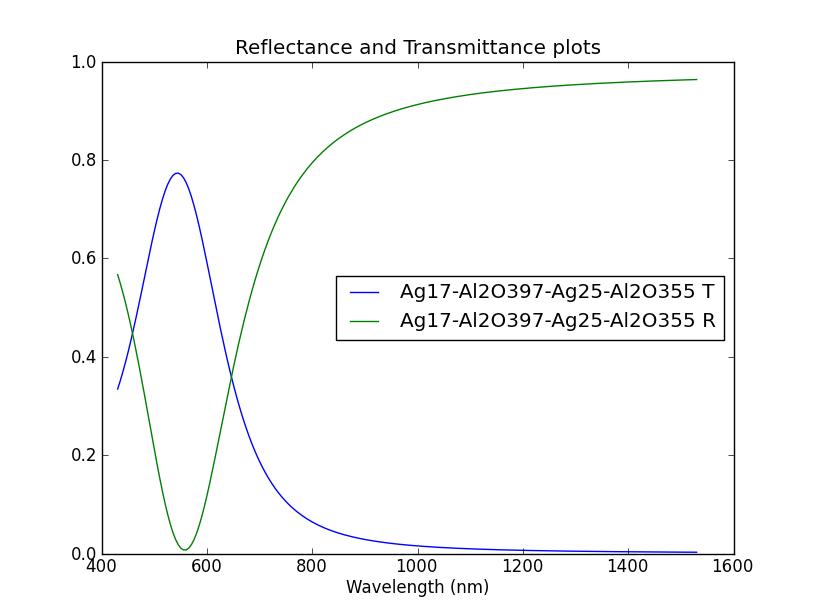 Reflectance and Transmittance plots
1.0
0.8
0.6
0.4
0.2
0.0
Ag17-Al2O397-Ag25-Al2O355 T
Ag17-Al2O397-Ag25-Al2O355 R
400 600 800 1000 1200 1400 1600
Wavelength (nm)